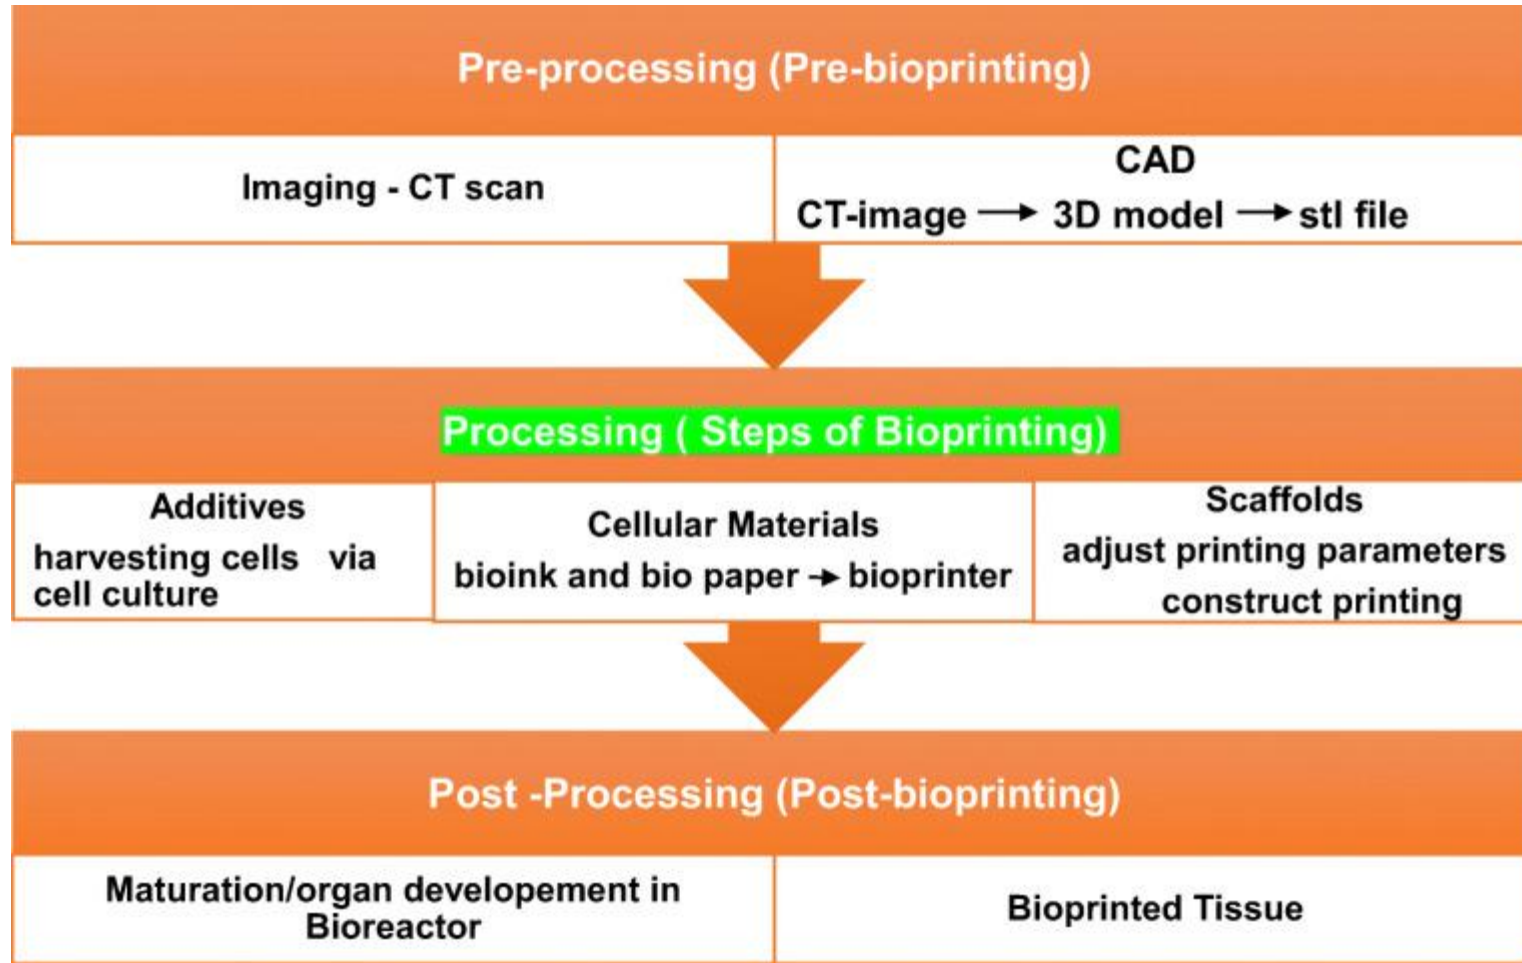 Pre-processing (Pre-bioprinting)
Imaging - CT scan
CAD
CT-image → 3D model → stl file
Processing ( Steps of Bioprinting)
Additives
harvesting cells via
cell culture
Cellular Materials
bioink and bio paper → bioprinter
Scaffolds
adjust printing parameters
construct printing
Post -Processing (Post-bioprinting)
Maturation/organ developement in
Bioreactor
Bioprinted Tissue